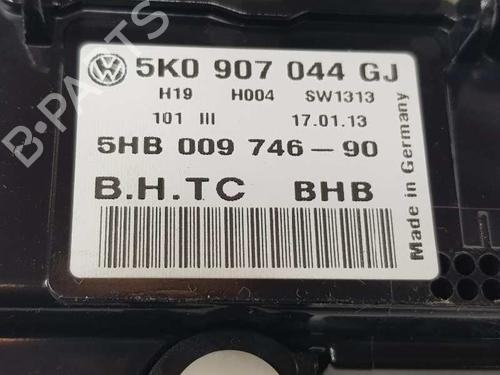 5K0 907 044 GJ
H19 H004 SW1313
101 III 17.01.13
5HB 009 746-90
B.H.TC BHB
Made in Germany
B-PARTS